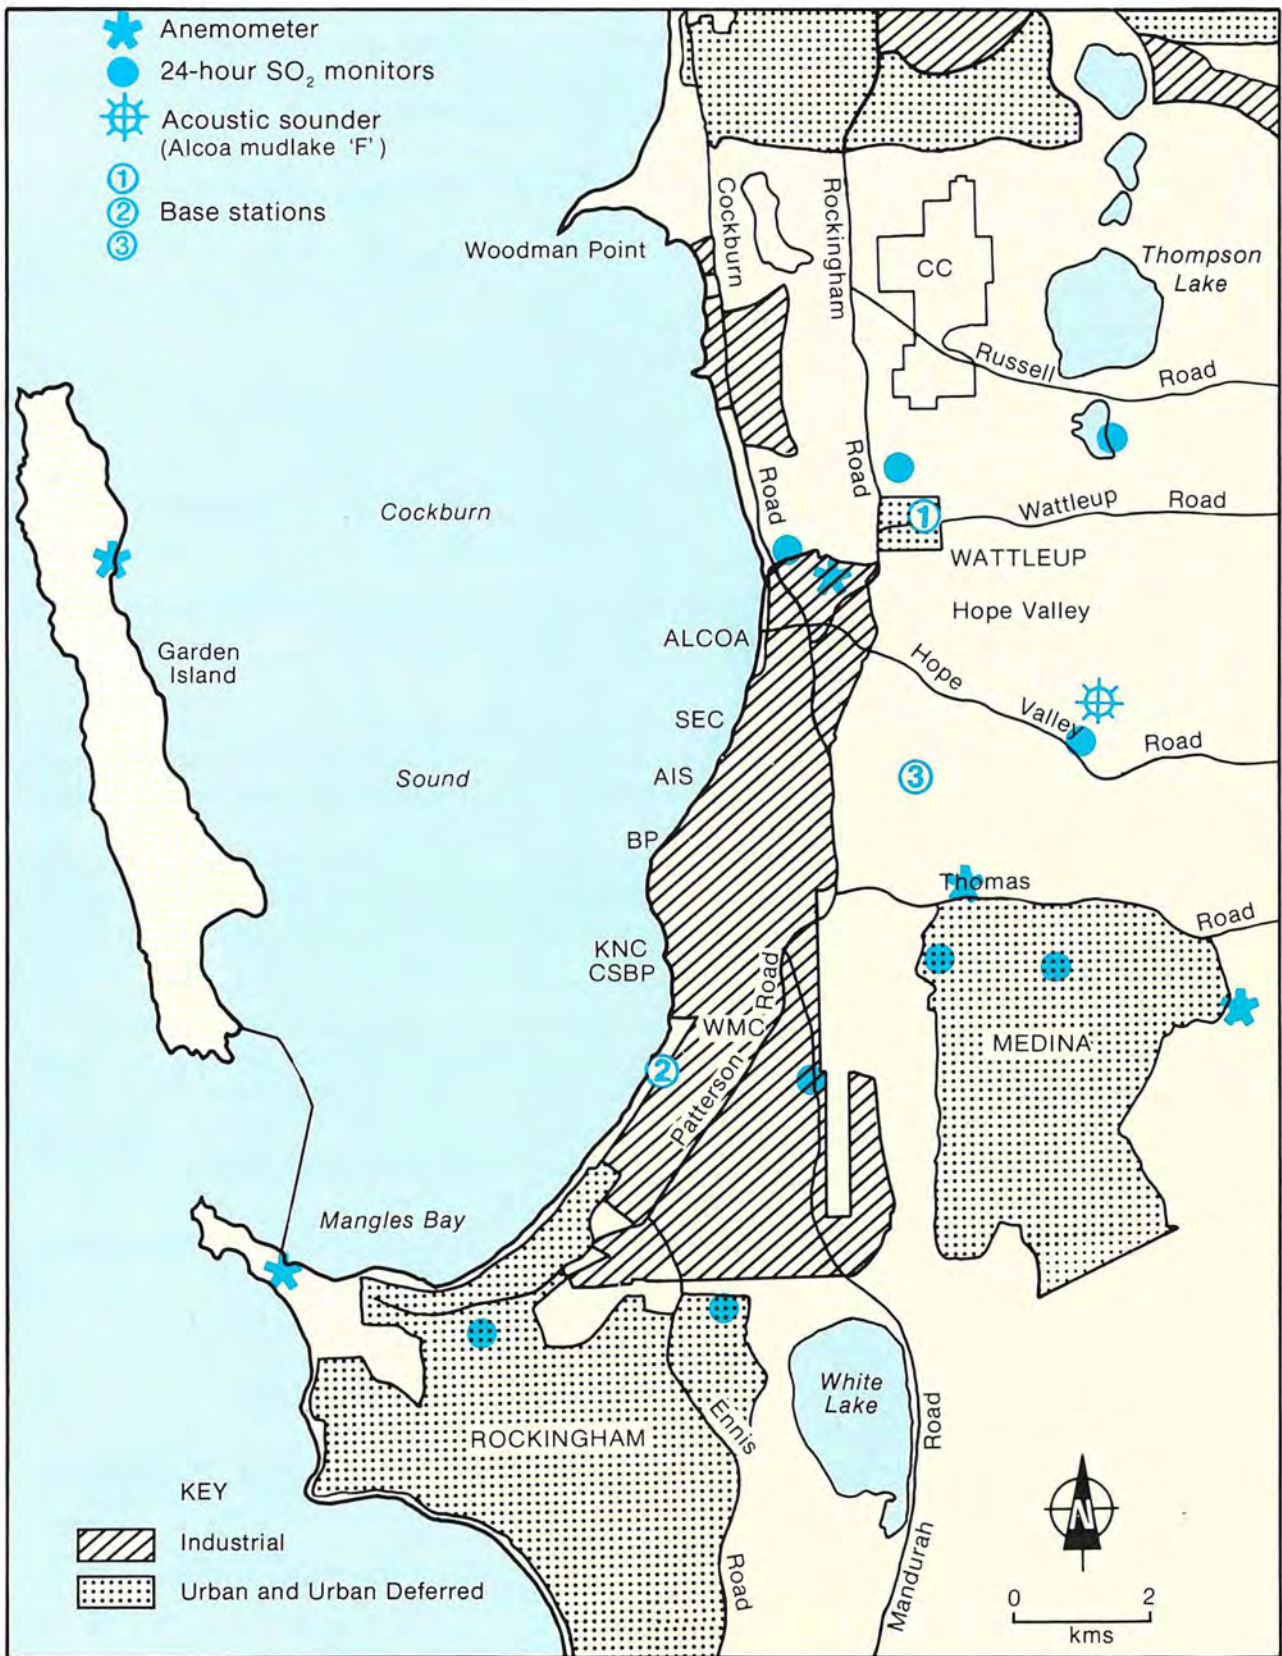 Anemometer
24-hour SO₂ monitors
Acoustic sounder
(Alcoa mudlake 'F')
1
2 Base stations
3
Woodman Point
Cockburn
Road
Rockingham
Road
CC
Thompson
Lake
Russell
Road
Cockburn
Sound
Garden
Island
1
Wattleup
Road
WATTLEUP
Hope Valley
ALCOA
Hope
Valley
Road
SEC
AIS
3
BP
Thomas
Road
KNC
CSBP
WMC
Patterson
Road
2
MEDINA
Mangles Bay
White
Lake
ROCKINGHAM
Ennis
Road
Mandurah
Road
KEY
Industrial
Urban and Urban Deferred
N
0 2
kms